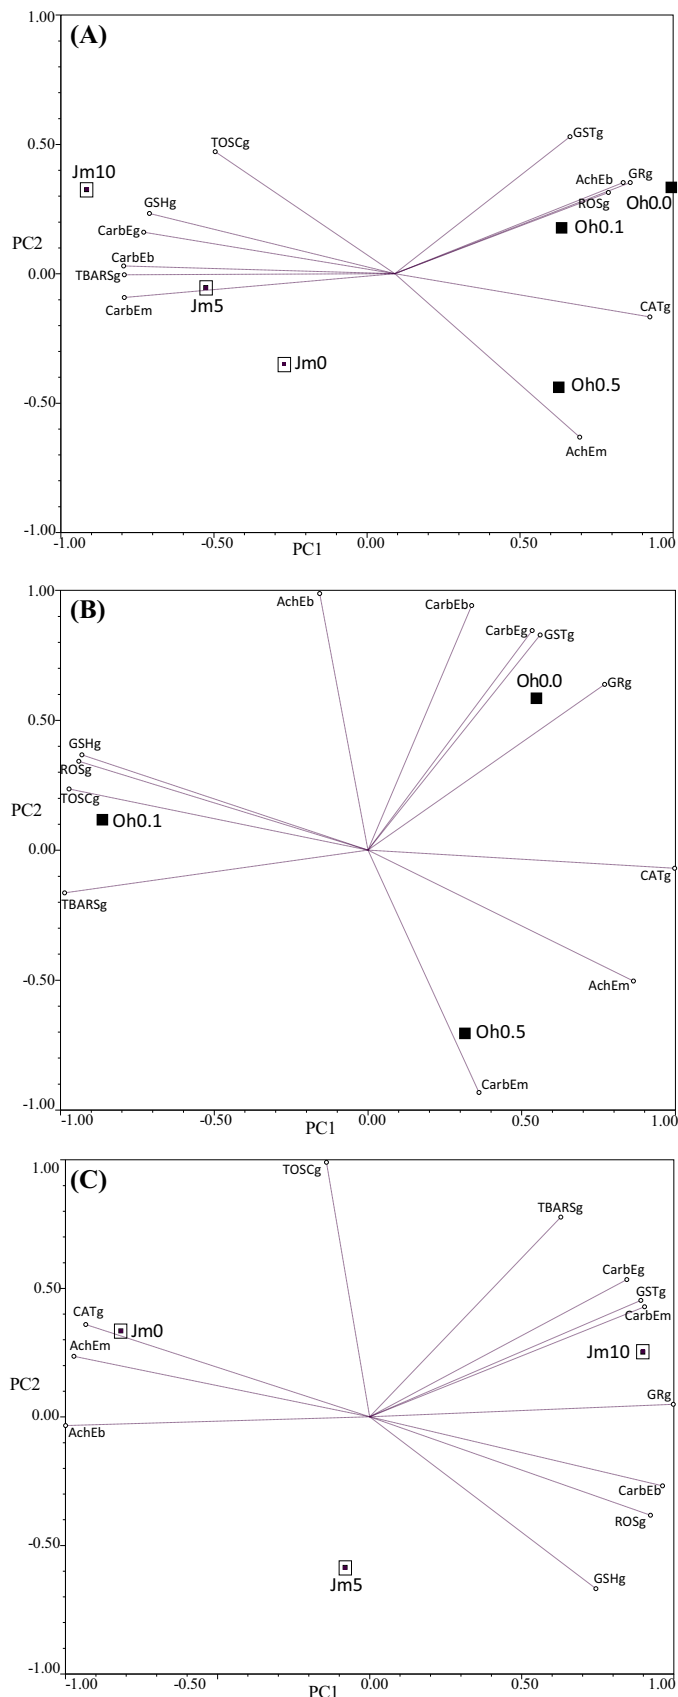 (A)
1.00
0.50
TOSCg
GSTg
Jm10
AchEb
GRg
GSHg
ROSg
Oh0.0
CarbEg
Oh0.1
PC2
CarbEb
0.00
TBARSg
CarbEm
Jm5
CATg
Jm0
Oh0.5
-0.50
AchEm
-1.00
-1.00
-0.50
0.00
0.50
1.00
PC1
(B)
1.00
AchEb
CarbEb
CarbEg
GSTg
Oh0.0
GRg
0.50
GSHg
ROSg
TOSCg
PC2
Oh0.1
0.00
CATg
TBARSg
-0.50
AchEm
Oh0.5
CarbEm
-1.00
-1.00
-0.50
0.00
0.50
1.00
PC1
(C)
1.00
TOSCg
TBARSg
CarbEg
0.50
GSTg
CATg
CarbEm
Jm0
AchEm
Jm10
PC2
GRg
0.00
AchEb
CarbEb
ROSg
-0.50
GSHg
Jm5
-1.00
-1.00
-0.50
0.00
0.50
1.00
PC1